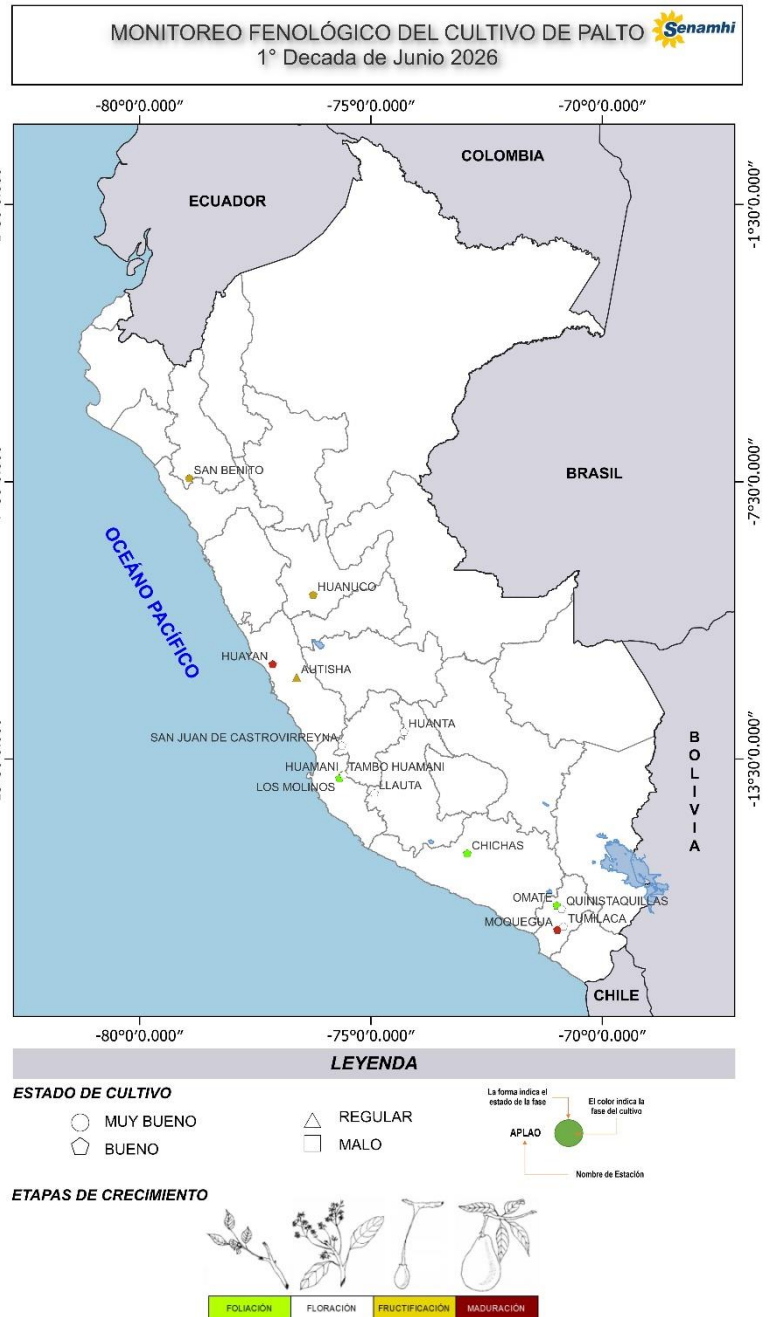 MONITOREO FENOLÓGICO DEL CULTIVO DE PALTO
1° Decada de Junio 2026
Senamhi
-80°0'0.000" -75°0'0.000" -70°0'0.000"
COLOMBIA
ECUADOR
-1°30'0.000"
BRASIL
SAN BENITO
-7°30'0.000"
OCEÁNO PACÍFICO
HUANUCO
HUAYAN
AUTISHA
HUANTA
SAN JUAN DE CASTROVIRREYNA
BOLIVIA
-13°30'0.000"
HUAMANI
TAMBO HUAMANI
LOS MOLINOS
LLAUTA
CHICHAS
OMATE
QUINISTAQUILLAS
MOQUEGUA
TUMILACA
CHILE
-80°0'0.000" -75°0'0.000" -70°0'0.000"
LEYENDA
ESTADO DE CULTIVO
MUY BUENO
BUENO
REGULAR
MALO
La forma indica el
estado de la fase
El color indica la
fase del cultivo
APLAO
Nombre de Estación
ETAPAS DE CRECIMIENTO
FOLIACIÓN FLORACIÓN FRUCTIFICACIÓN MADURACIÓN